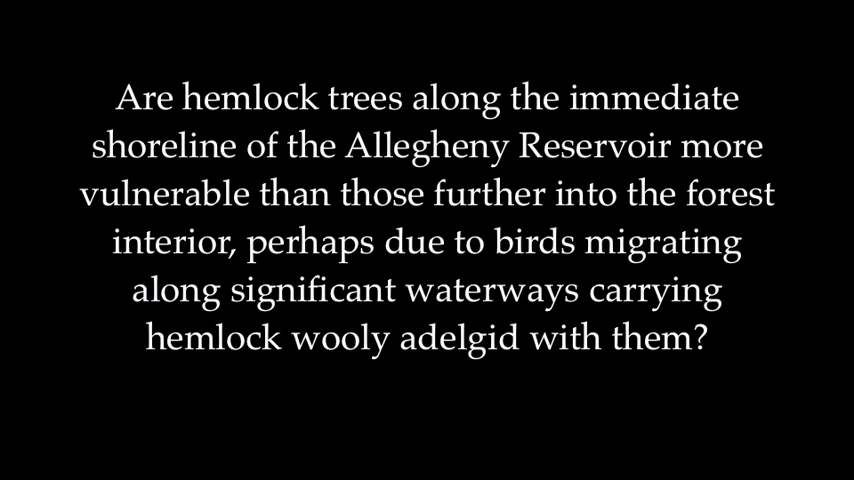 Are hemlock trees along the immediate
shoreline of the Allegheny Reservoir more
vulnerable than those further into the forest
interior, perhaps due to birds migrating
along significant waterways carrying
hemlock wooly adelgid with them?